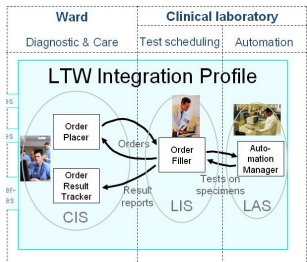 Ward
Clinical laboratory
Diagnostic & Care
Test scheduling
Automation
LTW Integration Profile
Order
Placer
Orders
Order
Filler
Auto-
mation
Manager
Order
Result
Tracker
Result
reports
Tests on
specimens
CIS
LIS
LAS